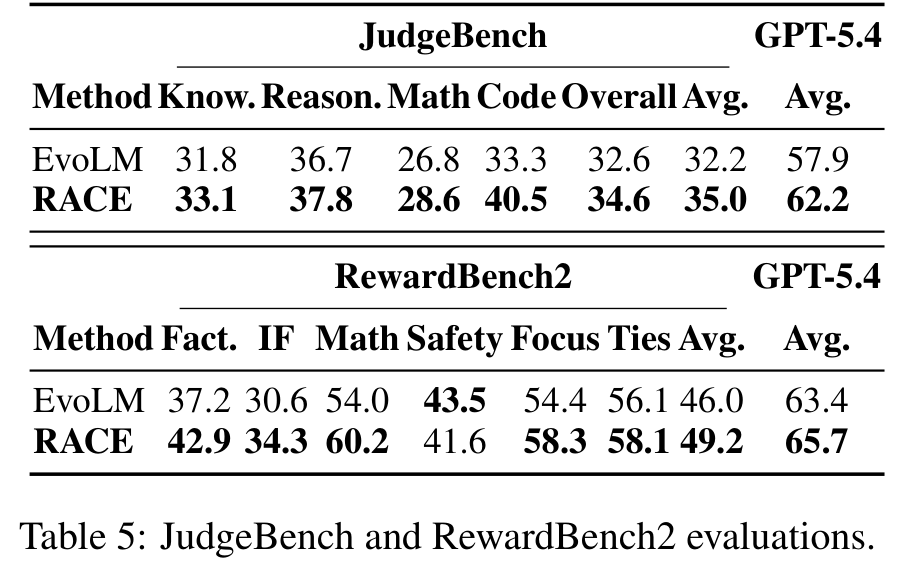 JudgeBench GPT-5.4
Method Know. Reason. Math Code Overall Avg. Avg.
EvoLM 31.8 36.7 26.8 33.3 32.6 32.2 57.9
RACE 33.1 37.8 28.6 40.5 34.6 35.0 62.2
RewardBench2 GPT-5.4
Method Fact. IF Math Safety Focus Ties Avg. Avg.
EvoLM 37.2 30.6 54.0 43.5 54.4 56.1 46.0 63.4
RACE 42.9 34.3 60.2 41.6 58.3 58.1 49.2 65.7
Table 5: JudgeBench and RewardBench2 evaluations.